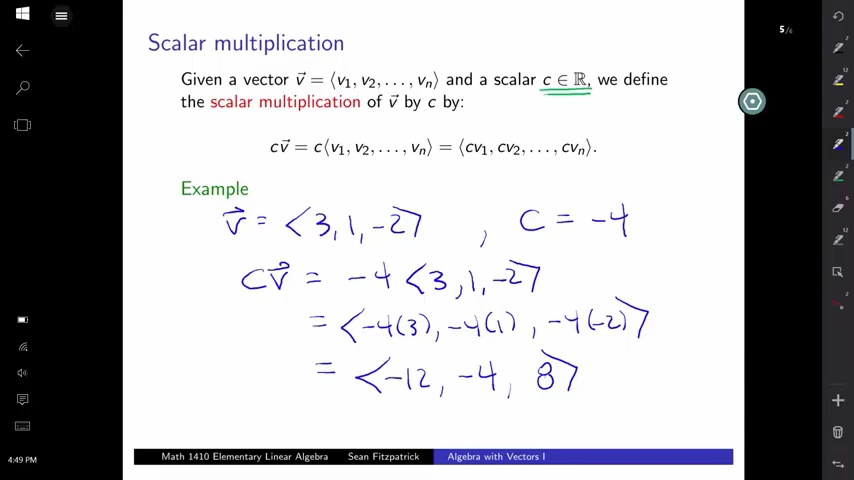 5/6
Scalar multiplication
Given a vector v⃗ = ⟨v₁, v₂, . . . , vₙ⟩ and a scalar c ∈ ℝ, we define
the scalar multiplication of v⃗ by c by:
cv⃗ = c⟨v₁, v₂, . . . , vₙ⟩ = ⟨cv₁, cv₂, . . . , cvₙ⟩.
Example
v⃗ = ⟨3, 1, -2⟩ , C = -4
Cv⃗ = -4 ⟨3, 1, -2⟩
= ⟨-4(3), -4(1), -4(-2)⟩
= ⟨-12, -4, 8⟩
4:49 PM
Math 1410 Elementary Linear Algebra Sean Fitzpatrick Algebra with Vectors I